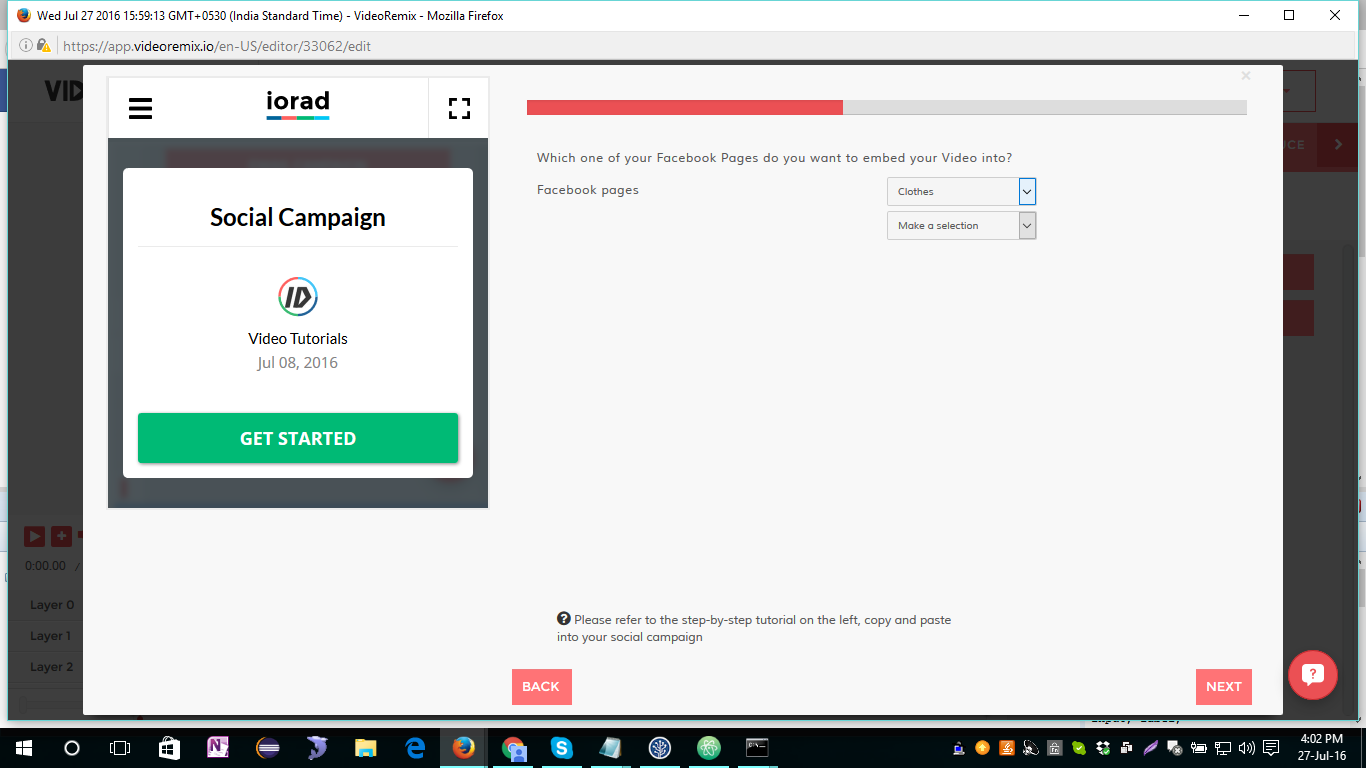 Wed Jul 27 2016 15:59:13 GMT+0530 (India Standard Time) - VideoRemix - Mozilla Firefox
https://app.videoremix.io/en-US/editor/33062/edit
iorad
Which one of your Facebook Pages do you want to embed your Video into?
Facebook pages
Clothes
Make a selection
Social Campaign
ID
Video Tutorials
Jul 08, 2016
GET STARTED
0:00.00 /
Layer 0
Layer 1
Layer 2
Please refer to the step-by-step tutorial on the left, copy and paste
into your social campaign
BACK
NEXT
4:02 PM
27-Jul-16